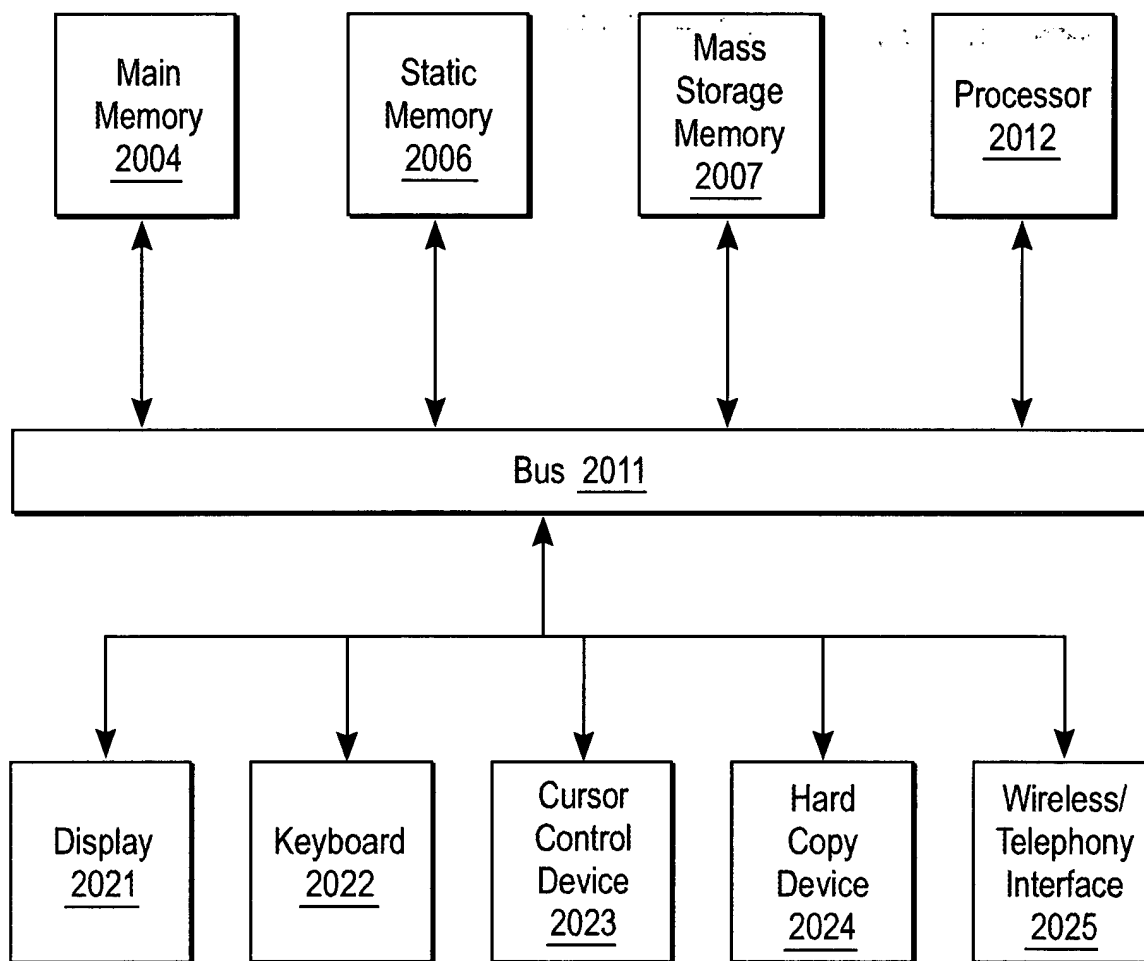 Main
Memory
2004
Static
Memory
2006
Mass
Storage
Memory
2007
Processor
2012
Bus 2011
Display
2021
Keyboard
2022
Cursor
Control
Device
2023
Hard
Copy
Device
2024
Wireless/
Telephony
Interface
2025